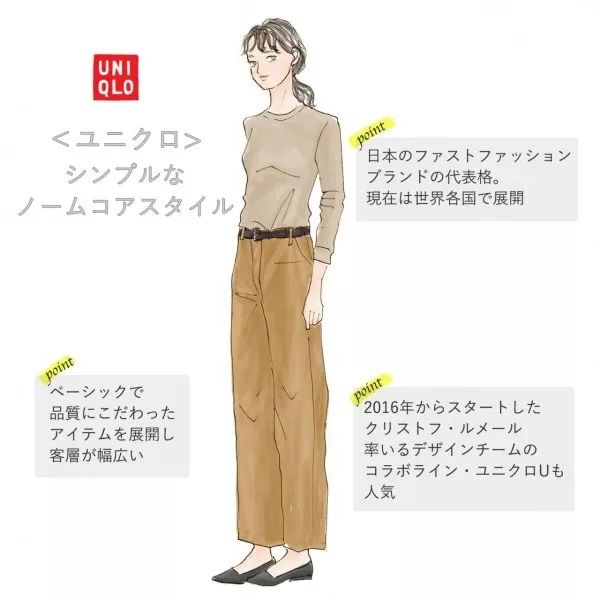 UNI
QLO
＜ユニクロ＞
シンプルな
ノームコアスタイル
point
日本のファストファッション
ブランドの代表格。
現在は世界各国で展開
point
ベーシックで
品質にこだわった
アイテムを展開し
客層が幅広い
point
2016年からスタートした
クリストフ・ルメール
率いるデザインチームの
コラボライン・ユニクロUも
人気